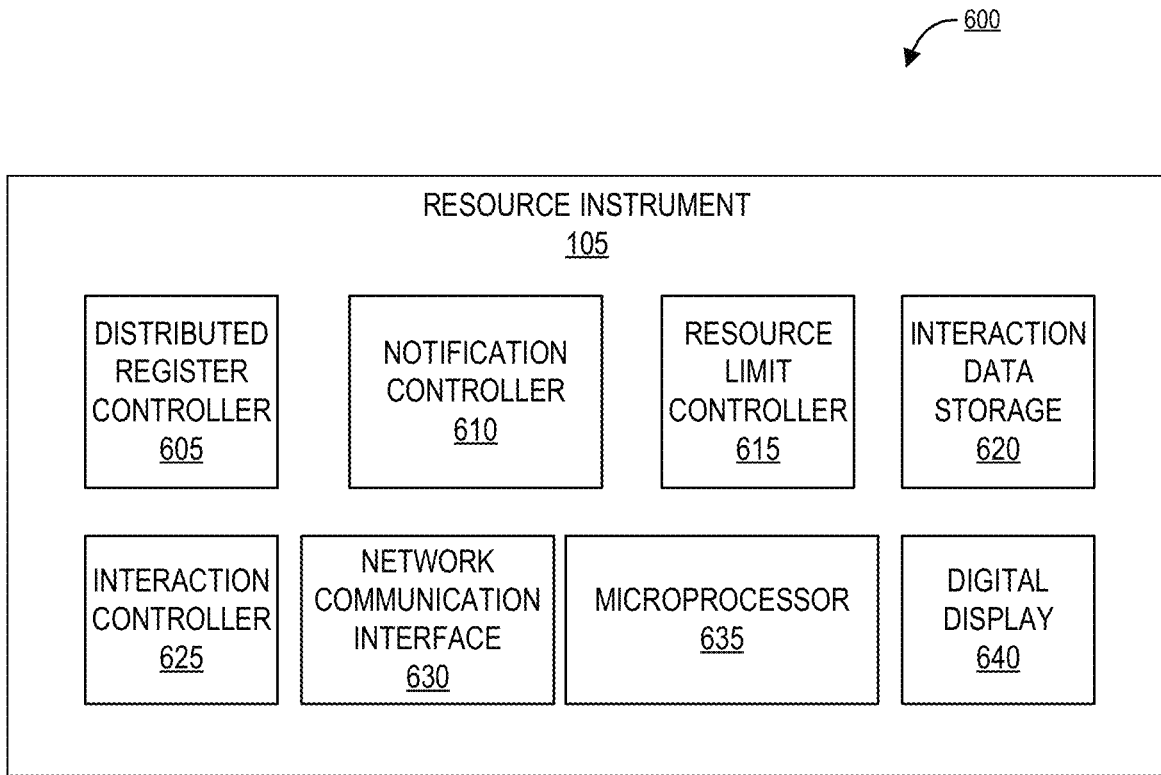 600
RESOURCE INSTRUMENT
105
DISTRIBUTED
REGISTER
CONTROLLER
605
NOTIFICATION
CONTROLLER
610
RESOURCE
LIMIT
CONTROLLER
615
INTERACTION
DATA
STORAGE
620
INTERACTION
CONTROLLER
625
NETWORK
COMMUNICATION
INTERFACE
630
MICROPROCESSOR
635
DIGITAL
DISPLAY
640